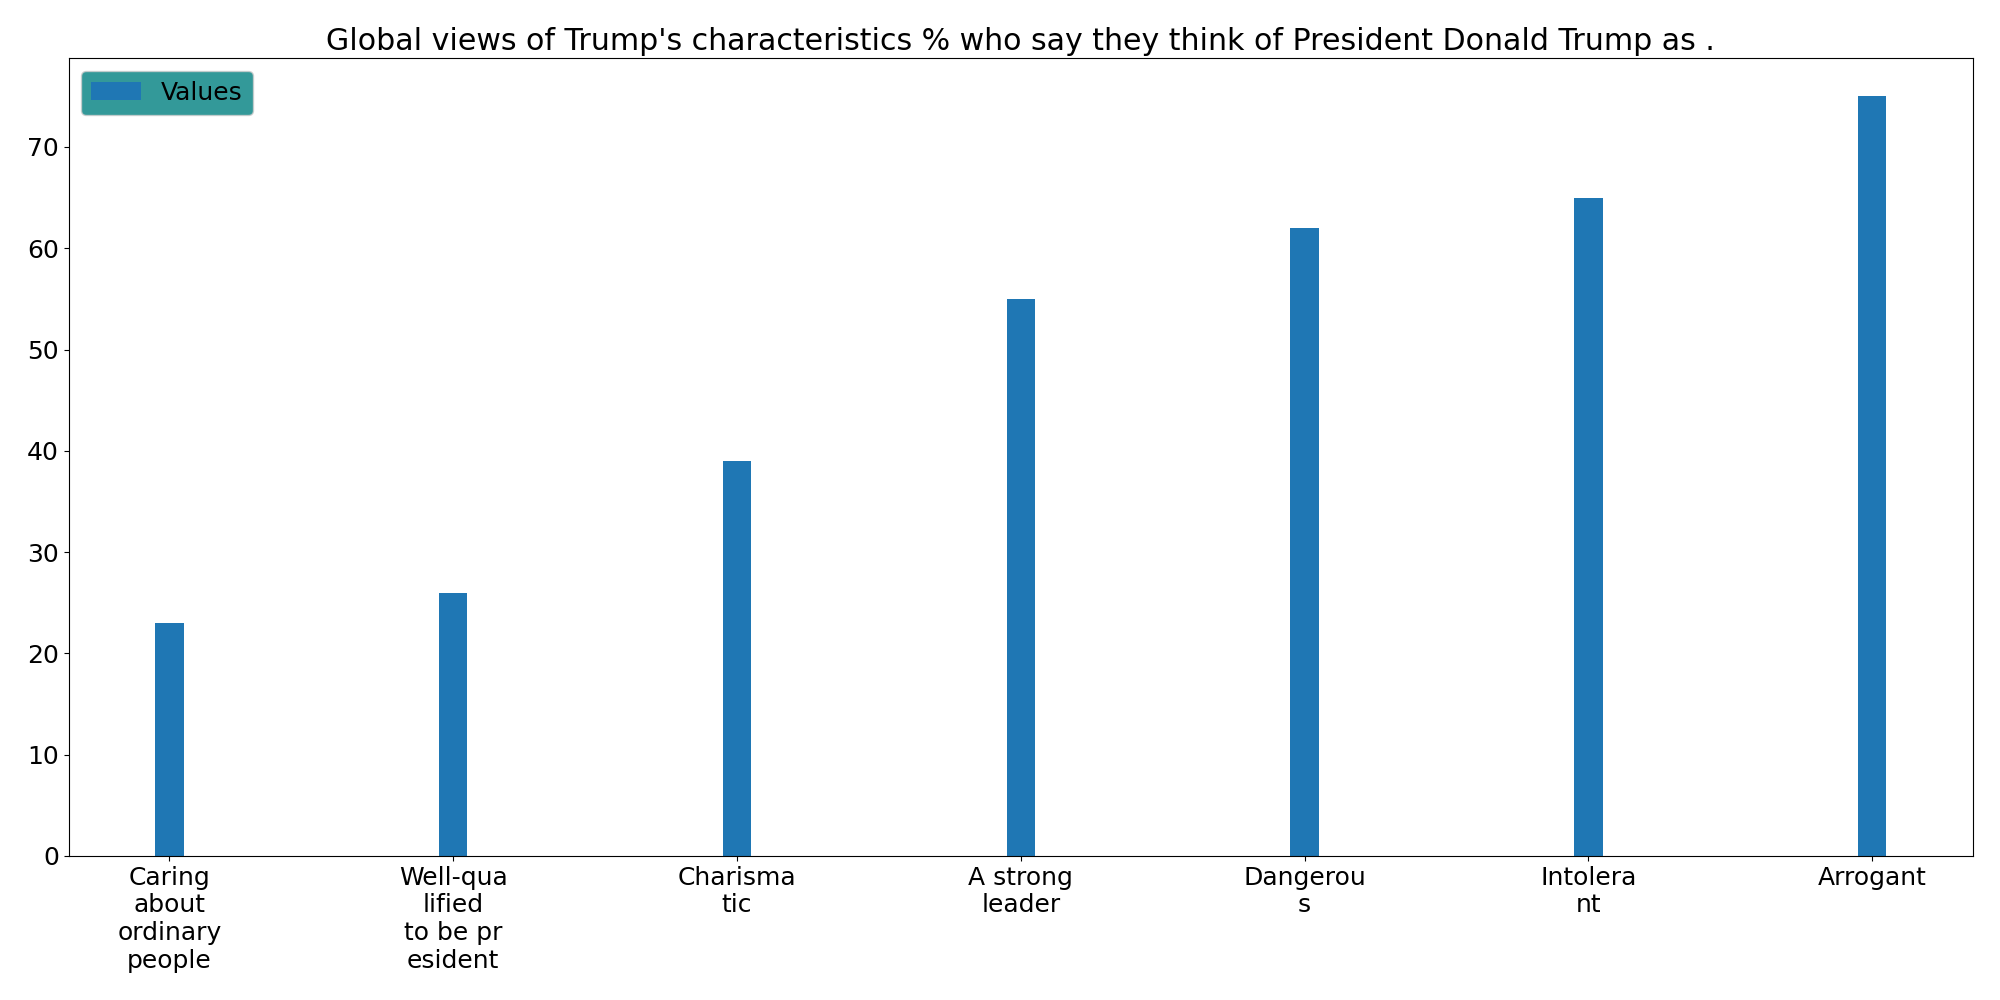 Global views of Trump's characteristics % who say they think of President Donald Trump as .
Values
70
60
50
40
30
20
10
0
Caring
about
ordinary
people
Well-qua
lified
to be pr
esident
Charisma
tic
A strong
leader
Dangerou
s
Intolera
nt
Arrogant